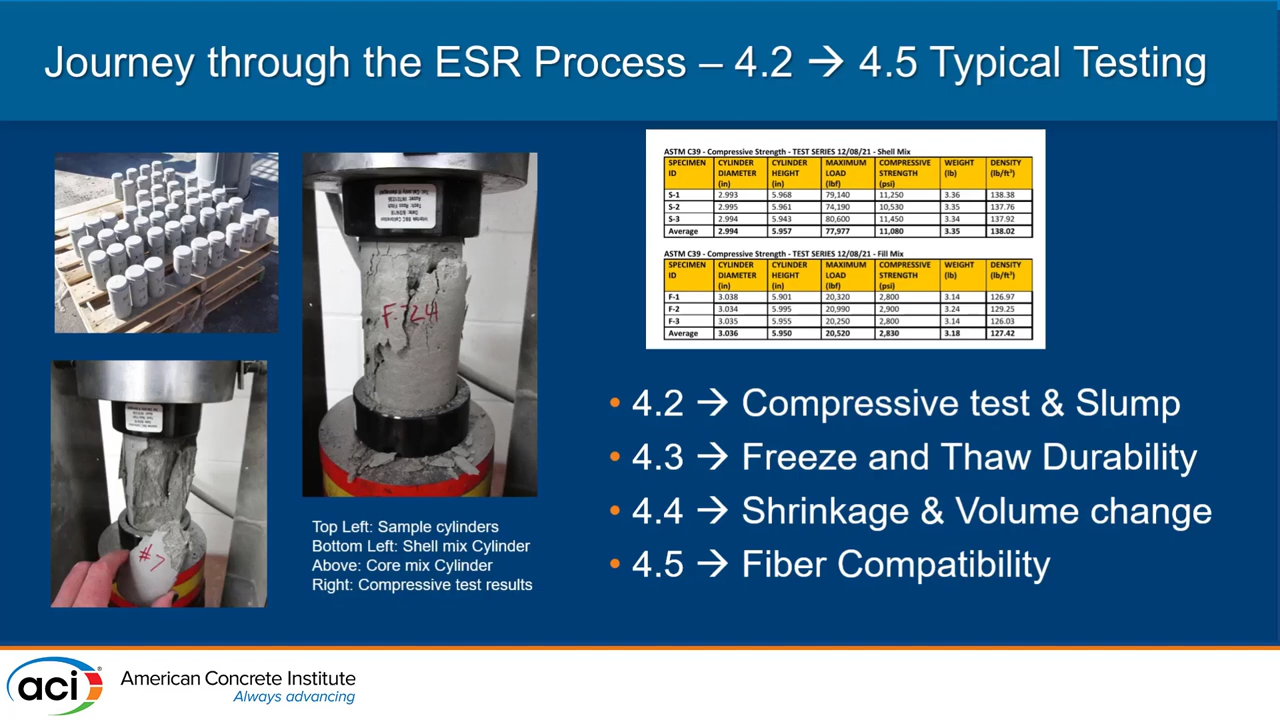 Journey through the ESR Process – 4.2 → 4.5 Typical Testing
F-724
#7
Top Left: Sample cylinders
Bottom Left: Shell mix Cylinder
Above: Core mix Cylinder
Right: Compressive test results
ASTM C39 - Compressive Strength - TEST SERIES 12/08/21 - Shell Mix
SPECIMEN ID CYLINDER DIAMETER (in) CYLINDER HEIGHT (in) MAXIMUM LOAD (lbf) COMPRESSIVE STRENGTH (psi) WEIGHT (lb) DENSITY (lb/ft³)
S-1 2.993 5.968 79,140 11,250 3.36 138.38
S-2 2.995 5.961 74,190 10,530 3.35 137.76
S-3 2.994 5.943 80,600 11,450 3.34 137.92
Average 2.994 5.957 77,977 11,080 3.35 138.02
ASTM C39 - Compressive Strength - TEST SERIES 12/08/21 - Fill Mix
SPECIMEN ID CYLINDER DIAMETER (in) CYLINDER HEIGHT (in) MAXIMUM LOAD (lbf) COMPRESSIVE STRENGTH (psi) WEIGHT (lb) DENSITY (lb/ft³)
F-1 3.038 5.901 20,320 2,800 3.14 126.97
F-2 3.034 5.995 20,990 2,900 3.24 129.25
F-3 3.035 5.955 20,250 2,800 3.14 126.03
Average 3.036 5.950 20,520 2,830 3.18 127.42
• 4.2 → Compressive test & Slump
• 4.3 → Freeze and Thaw Durability
• 4.4 → Shrinkage & Volume change
• 4.5 → Fiber Compatibility
aci®
American Concrete Institute
Always advancing